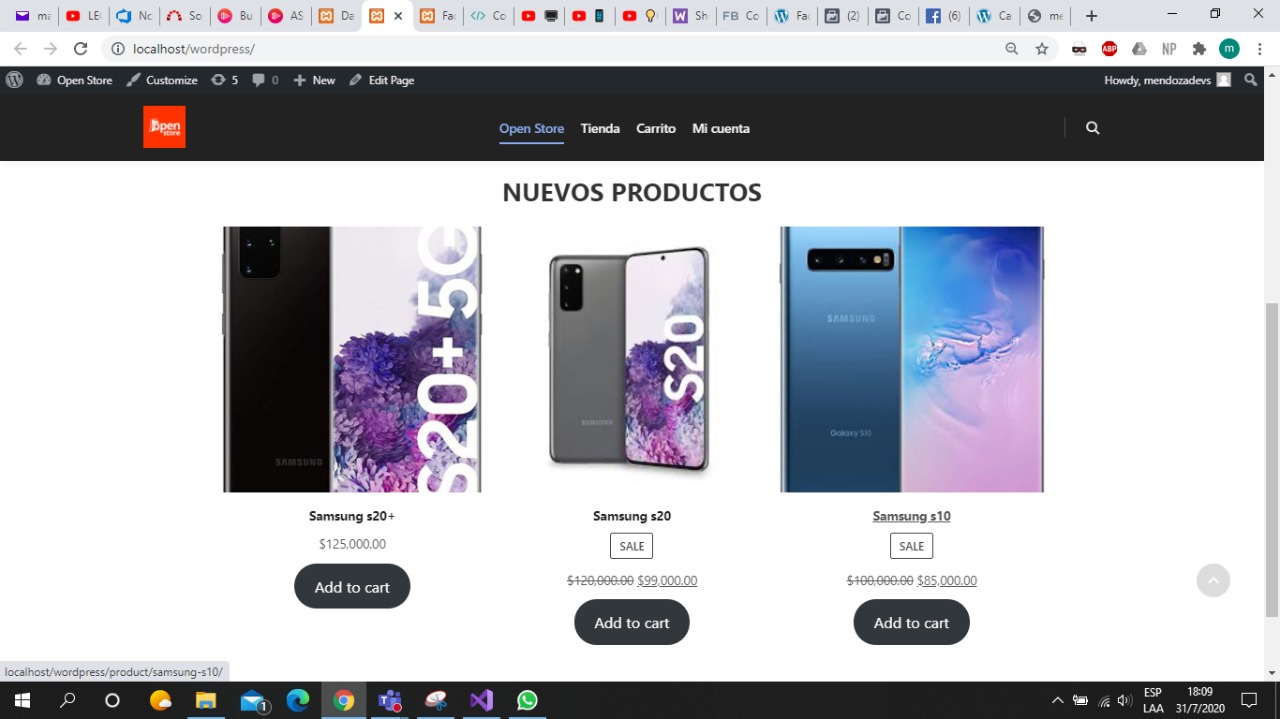 ma
LE
No
So
Bu
AS
Da
Fa
Co
Sh
FB Co
Fa
(2)
Co
(6)
Ca
me
localhost/wordpress/
ABP
NP
m
Open Store
Customize
5
0
New
Edit Page
Howdy, mendozadevs
Open store
Open Store
Tienda
Carrito
Mi cuenta
NUEVOS PRODUCTOS
SAMSUNG
S20+ 5G
SAMSUNG
S20
SAMSUNG
Galaxy S10
Samsung s20+
$125,000.00
Add to cart
Samsung s20
SALE
$120,000.00 $99,000.00
Add to cart
Samsung s10
SALE
$100,000.00 $85,000.00
Add to cart
localhost/wordpress/product/samsung-s10/
1
ESP
LAA
18:09
31/7/2020